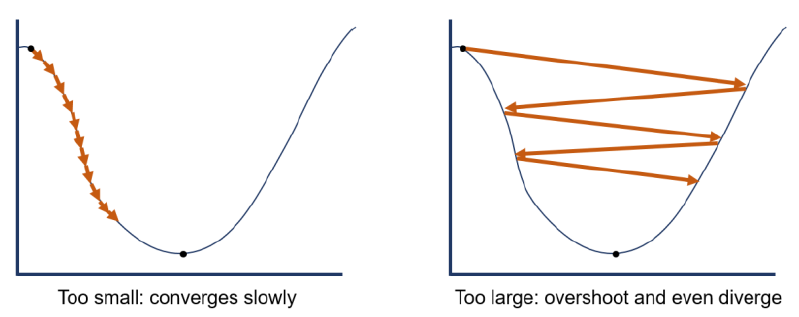 Too small: converges slowly
Too large: overshoot and even diverge